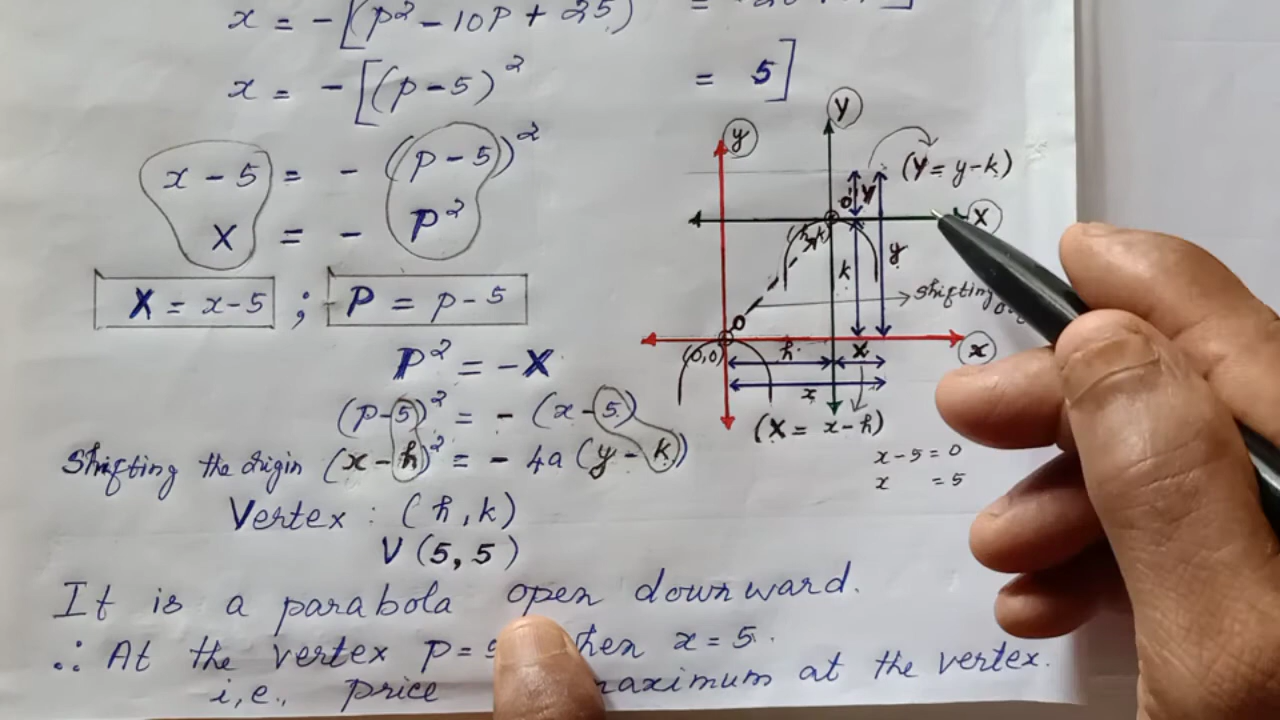 x = - [(p² - 10p + 25)
x = - [(p - 5)²
= 5]
x - 5 = - (p - 5)²
X = - P²
X = x - 5 ; P = p - 5
P² = -X
(p - 5)² = - (x - 5)
Shifting the origin (x - h)² = - 4a (y - k)
Vertex : (h, k)
V (5, 5)
It is a parabola open downward.
∴ At the vertex p = when x = 5.
i,e., price maximum at the vertex.
y
Y
(Y = y - k)
O'
Y
X
(h, k)
k
y
Shifting
O
(0,0)
h
X
x
x
(X = x - h)
x - 5 = 0
x = 5